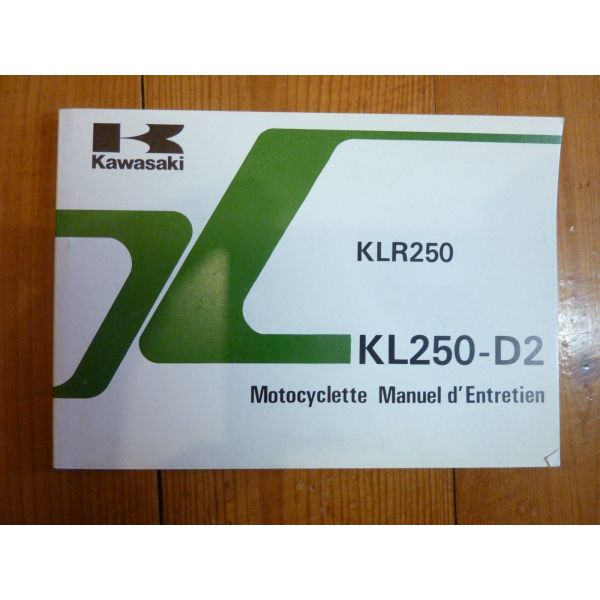 Kawasaki
KLR250
KL250-D2
Motocyclette Manuel d'Entretien